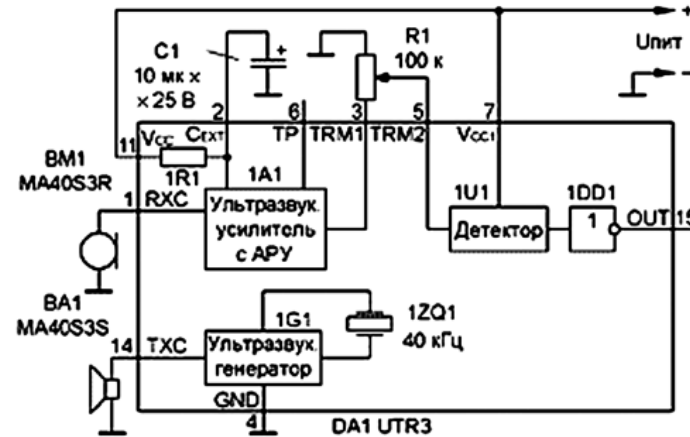 +
C1
10 мк х
х 25 В
+
R1
100 к
Uпит
−
2
6
3
5
7
11
VCC
CEXT
TP
TRM1
TRM2
VCC1
BM1
MA40S3R
1R1
1A1
1U1
1DD1
1
RXC
Ультразвук.
усилитель
с АРУ
Детектор
1
OUT
15
BA1
MA40S3S
1G1
1ZQ1
40 кГц
14
TXC
Ультразвук.
генератор
GND
4
DA1 UTR3